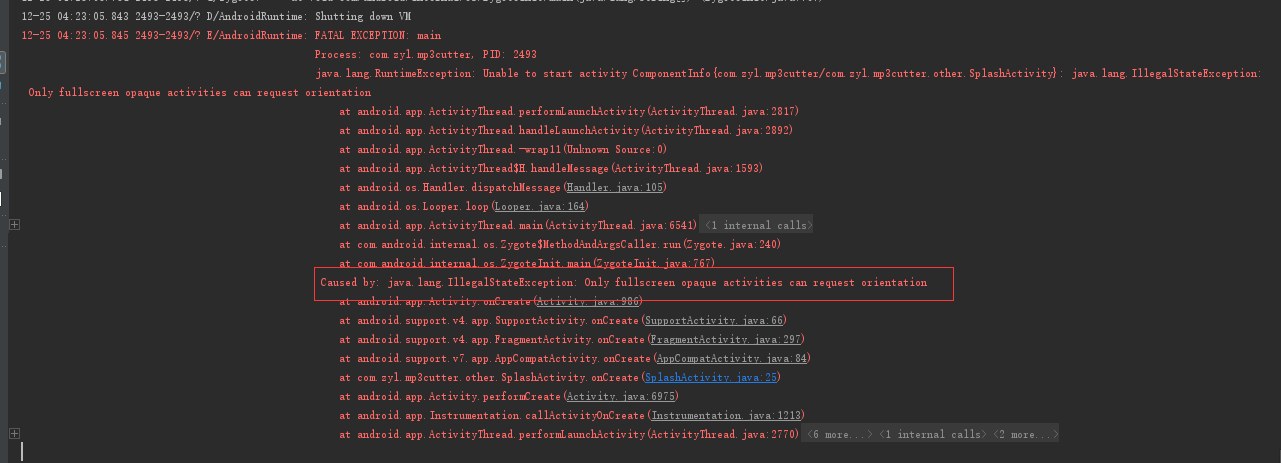 12-25 04:23:05.843 2493-2493/? D/AndroidRuntime: Shutting down VM
12-25 04:23:05.845 2493-2493/? E/AndroidRuntime: FATAL EXCEPTION: main
Process: com.zyl.mp3cutter, PID: 2493
java.lang.RuntimeException: Unable to start activity ComponentInfo{com.zyl.mp3cutter/com.zyl.mp3cutter.other.SplashActivity}: java.lang.IllegalStateException:
Only fullscreen opaque activities can request orientation
at android.app.ActivityThread.performLaunchActivity(ActivityThread.java:2817)
at android.app.ActivityThread.handleLaunchActivity(ActivityThread.java:2892)
at android.app.ActivityThread.-wrap11(Unknown Source:0)
at android.app.ActivityThread$H.handleMessage(ActivityThread.java:1593)
at android.os.Handler.dispatchMessage(Handler.java:105)
at android.os.Looper.loop(Looper.java:164)
at android.app.ActivityThread.main(ActivityThread.java:6541) <1 internal calls>
at com.android.internal.os.Zygote$MethodAndArgsCaller.run(Zygote.java:240)
at com.android.internal.os.ZygoteInit.main(ZygoteInit.java:767)
Caused by: java.lang.IllegalStateException: Only fullscreen opaque activities can request orientation
at android.app.Activity.onCreate(Activity.java:986)
at android.support.v4.app.SupportActivity.onCreate(SupportActivity.java:66)
at android.support.v4.app.FragmentActivity.onCreate(FragmentActivity.java:297)
at android.support.v7.app.AppCompatActivity.onCreate(AppCompatActivity.java:84)
at com.zyl.mp3cutter.other.SplashActivity.onCreate(SplashActivity.java:25)
at android.app.Activity.performCreate(Activity.java:6975)
at android.app.Instrumentation.callActivityOnCreate(Instrumentation.java:1213)
at android.app.ActivityThread.performLaunchActivity(ActivityThread.java:2770) <6 more...> <1 internal calls> <2 more...>